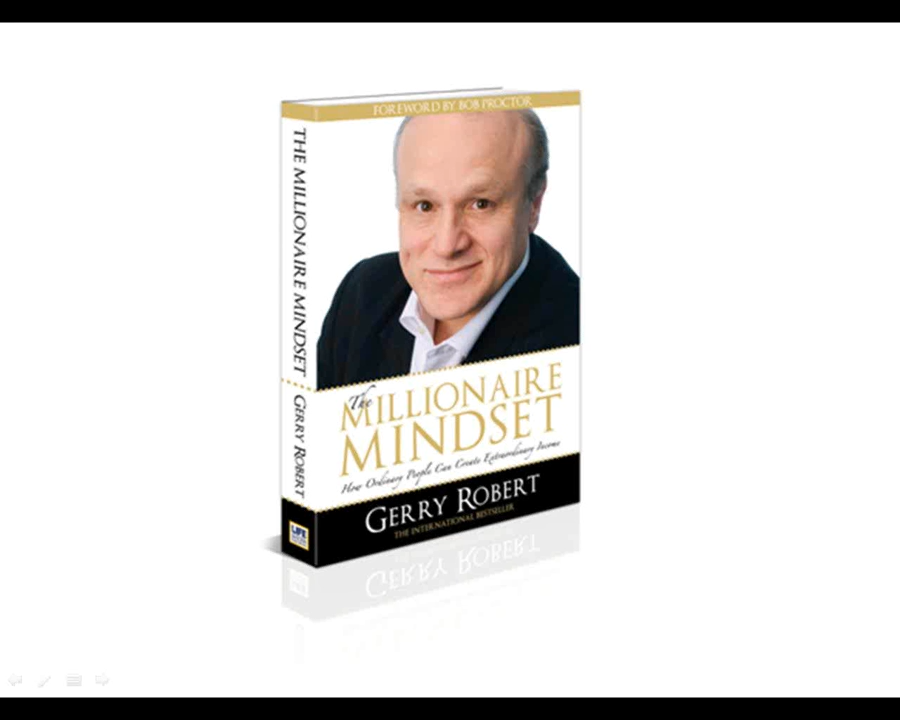 FOREWORD BY BOB PROCTOR
THE MILLIONAIRE MINDSET
GERRY ROBERT
LIFE
The
MILLIONAIRE
MINDSET
How Ordinary People Can Create Extraordinary Income
GERRY ROBERT
THE INTERNATIONAL BESTSELLER